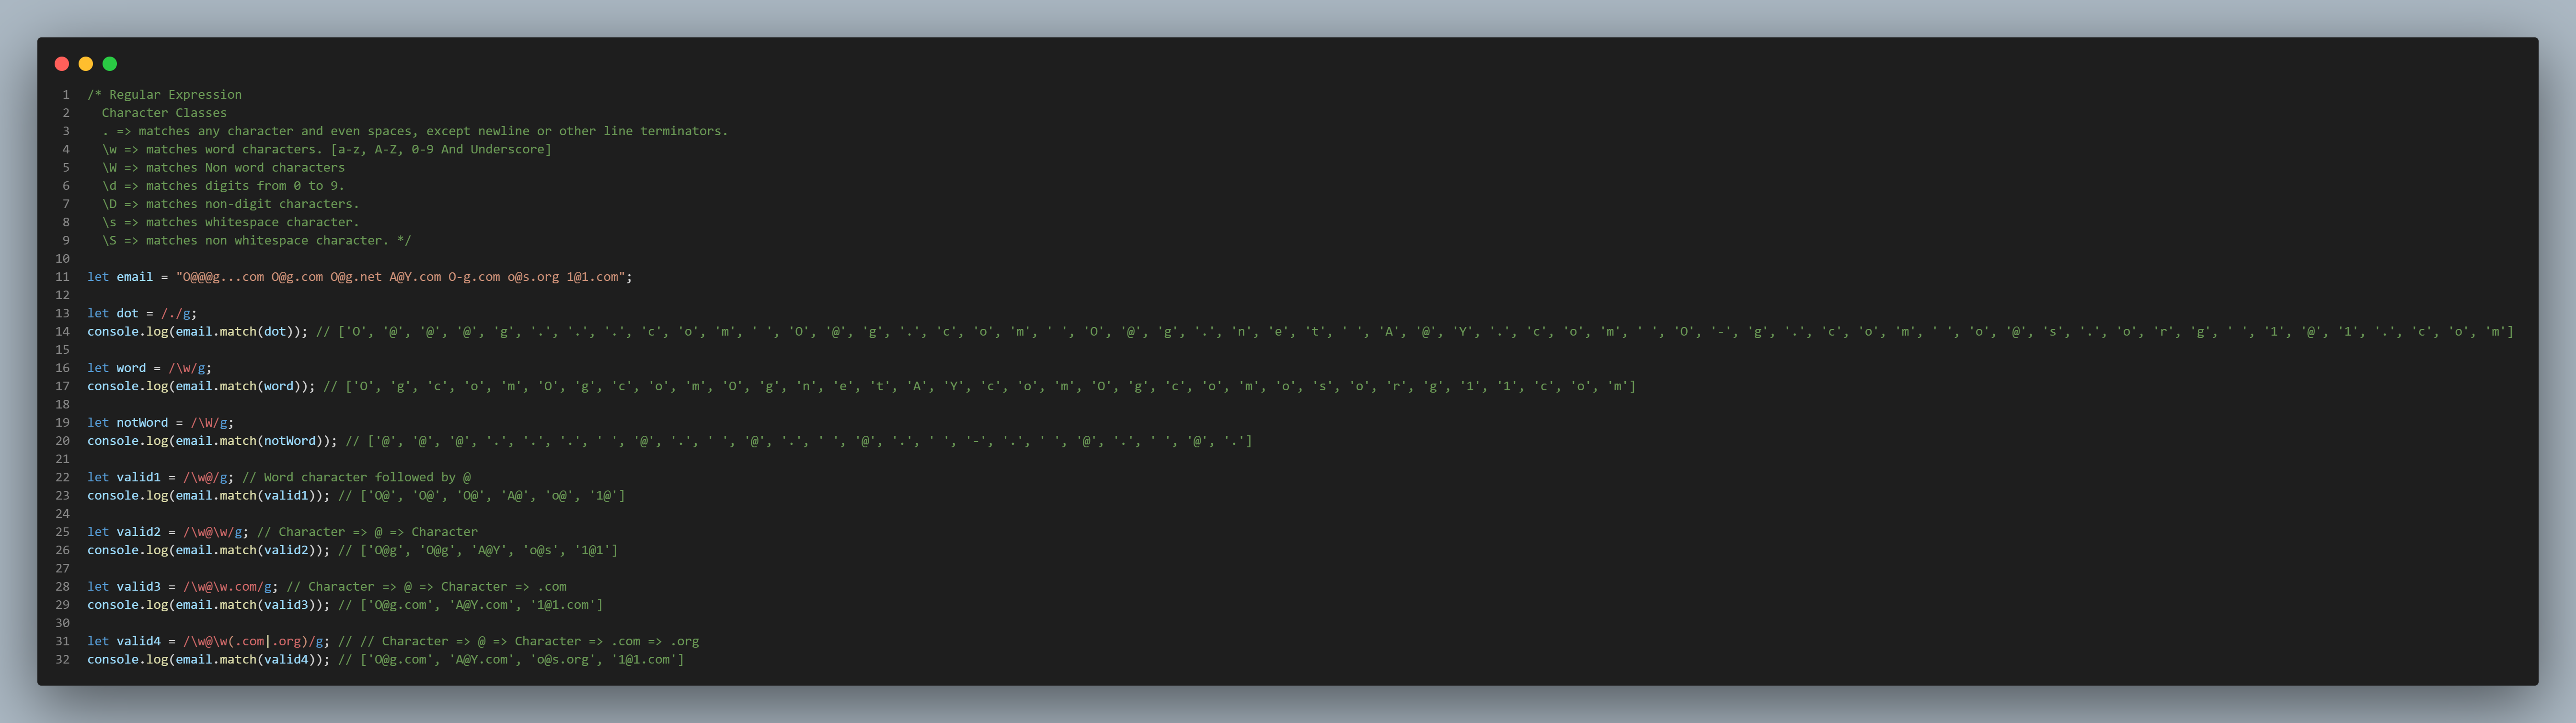 1 /* Regular Expression
2 Character Classes
3 . => matches any character and even spaces, except newline or other line terminators.
4 \w => matches word characters. [a-z, A-Z, 0-9 And Underscore]
5 \W => matches Non word characters
6 \d => matches digits from 0 to 9.
7 \D => matches non-digit characters.
8 \s => matches whitespace character.
9 \S => matches non whitespace character. */
10
11 let email = "O@@@g...com O@g.com O@g.net A@Y.com O-g.com o@s.org 1@1.com";
12
13 let dot = /./g;
14 console.log(email.match(dot)); // ['O', '@', '@', '@', 'g', '.', '.', '.', 'c', 'o', 'm', ' ', 'O', '@', 'g', '.', 'c', 'o', 'm', ' ', 'O', '@', 'g', '.', 'n', 'e', 't', ' ', 'A', '@', 'Y', '.', 'c', 'o', 'm', ' ', 'O', '-', 'g', '.', 'c', 'o', 'm', ' ', 'o', '@', 's', '.', 'o', 'r', 'g', ' ', '1', '@', '1', '.', 'c', 'o', 'm']
15
16 let word = /\w/g;
17 console.log(email.match(word)); // ['O', 'g', 'c', 'o', 'm', 'O', 'g', 'c', 'o', 'm', 'O', 'g', 'n', 'e', 't', 'A', 'Y', 'c', 'o', 'm', 'O', 'g', 'c', 'o', 'm', 'o', 's', 'o', 'r', 'g', '1', '1', 'c', 'o', 'm']
18
19 let notWord = /\W/g;
20 console.log(email.match(notWord)); // ['@', '@', '@', '.', '.', '.', ' ', '@', '.', ' ', '@', '.', ' ', '@', '.', ' ', '-', '.', ' ', '@', '.', ' ', '@', '.']
21
22 let valid1 = /\w@/g; // Word character followed by @
23 console.log(email.match(valid1)); // ['O@', 'O@', 'O@', 'A@', 'o@', '1@']
24
25 let valid2 = /\w@\w/g; // Character => @ => Character
26 console.log(email.match(valid2)); // ['O@g', 'O@g', 'A@Y', 'o@s', '1@1']
27
28 let valid3 = /\w@\w.com/g; // Character => @ => Character => .com
29 console.log(email.match(valid3)); // ['O@g.com', 'A@Y.com', '1@1.com']
30
31 let valid4 = /\w@\w(.com|.org)/g; // // Character => @ => Character => .com => .org
32 console.log(email.match(valid4)); // ['O@g.com', 'A@Y.com', 'o@s.org', '1@1.com']